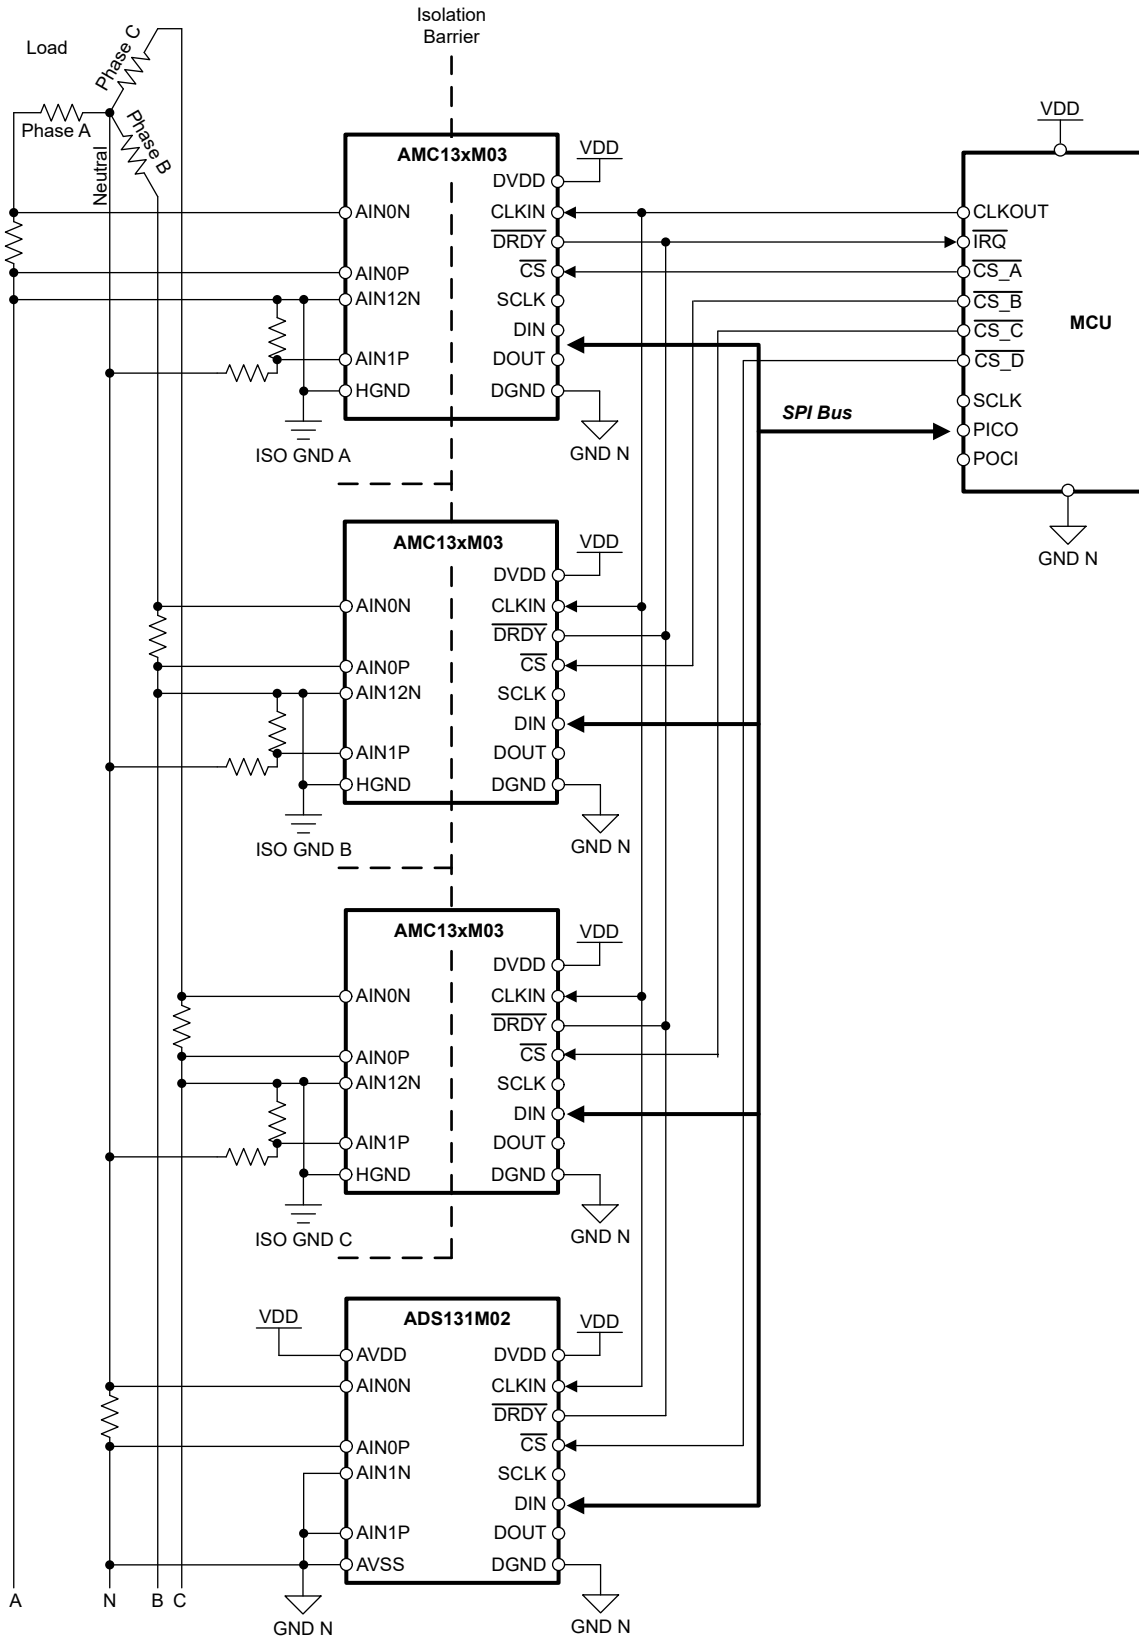 Isolation
Barrier
Load
Phase C
Phase A
Phase B
Neutral
AMC13xM03
VDD
DVDD
AIN0N
CLKIN
DRDY
AIN0P
CS
AIN12N
SCLK
DIN
AIN1P
DOUT
HGND
DGND
ISO GND A
GND N
VDD
CLKOUT
IRQ
CS_A
CS_B
CS_C
CS_D
MCU
SCLK
PICO
POCI
GND N
SPI Bus
AMC13xM03
VDD
DVDD
AIN0N
CLKIN
DRDY
AIN0P
CS
AIN12N
SCLK
DIN
AIN1P
DOUT
HGND
DGND
ISO GND B
GND N
AMC13xM03
VDD
DVDD
AIN0N
CLKIN
DRDY
AIN0P
CS
AIN12N
SCLK
DIN
AIN1P
DOUT
HGND
DGND
ISO GND C
GND N
ADS131M02
VDD
VDD
AVDD
DVDD
AIN0N
CLKIN
DRDY
AIN0P
CS
AIN1N
SCLK
DIN
AIN1P
DOUT
AVSS
DGND
A
N
B
C
GND N
GND N